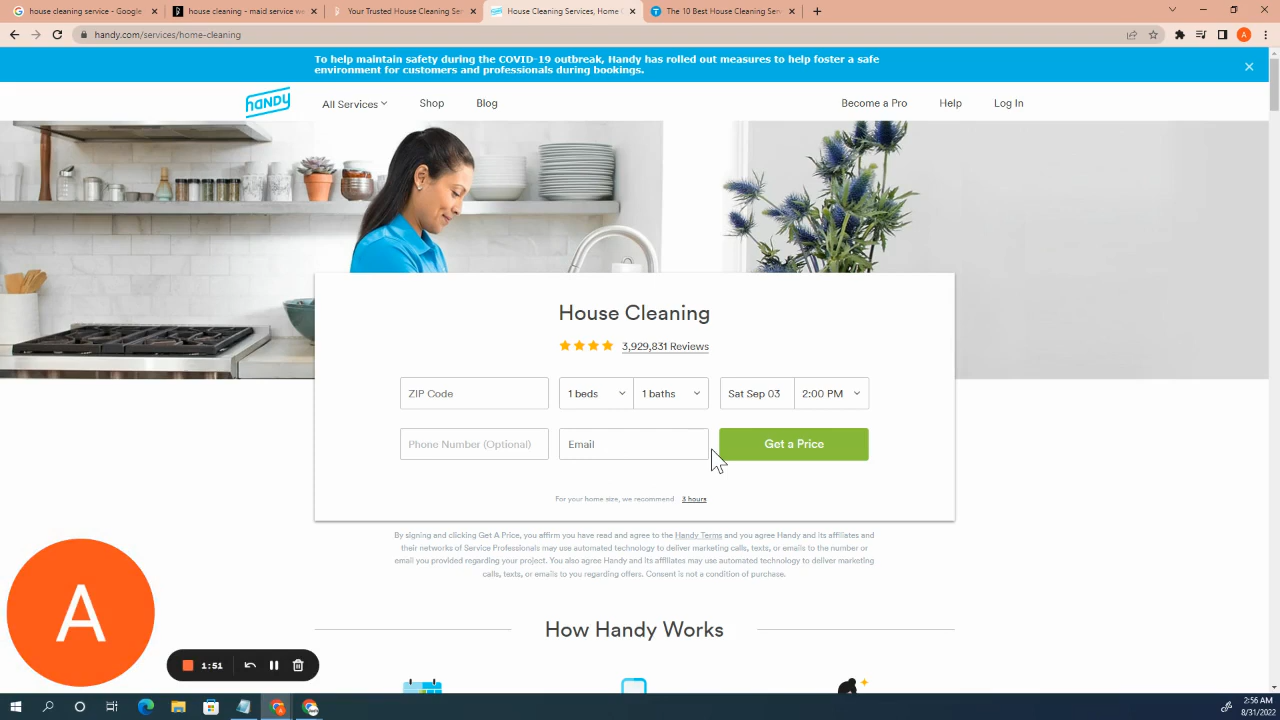 house cleaning service - Google
house cleaning - maid service we
Your Trusted House Cleaning Ser
House Cleaning Services, Home C
The 10 Best House Cleaning Serv
handy.com/services/home-cleaning
A
To help maintain safety during the COVID-19 outbreak, Handy has rolled out measures to help foster a safe
environment for customers and professionals during bookings.
handy
All Services
Shop
Blog
Become a Pro
Help
Log In
House Cleaning
3,929,831 Reviews
ZIP Code
1 beds
1 baths
Sat Sep 03
2:00 PM
Phone Number (Optional)
Email
Get a Price
For your home size, we recommend 3 hours
By signing and clicking Get A Price, you affirm you have read and agree to the Handy Terms and you agree Handy and its affiliates and
their networks of Service Professionals may use automated technology to deliver marketing calls, texts, or emails to the number or
email you provided regarding your project. You also agree Handy and its affiliates may use automated technology to deliver marketing
calls, texts, or emails to you regarding offers. Consent is not a condition of purchase.
A
How Handy Works
1:51
2:56 AM
8/31/2022